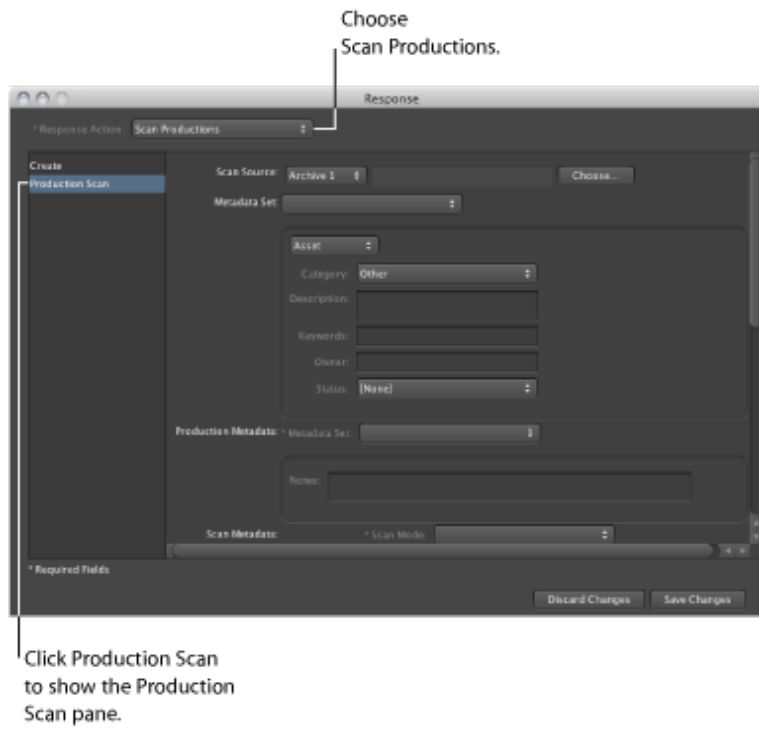 Choose
Scan Productions.
Response
* Response Action: Scan Productions
Create
Production Scan
Scan Source: Archive 1 Choose...
Metadata Set:
Asset
Category: Other
Description:
Keywords:
Owner:
Status: [None]
Production Metadata: * Metadata Set:
Notes:
Scan Metadata: * Scan Mode:
* Required Fields
Discard Changes Save Changes
Click Production Scan
to show the Production
Scan pane.